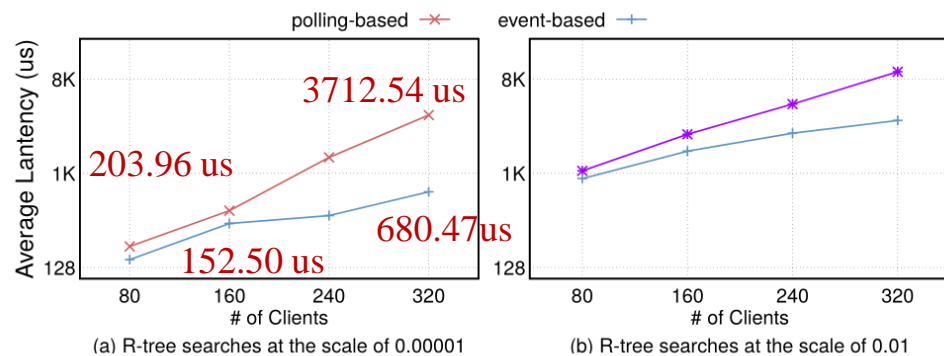 polling-based event-based
Average Lantency (us)
8K
1K
128
3712.54 us
203.96 us
680.47us
152.50 us
80 160 240 320
# of Clients
(a) R-tree searches at the scale of 0.00001
8K
1K
128
80 160 240 320
# of Clients
(b) R-tree searches at the scale of 0.01